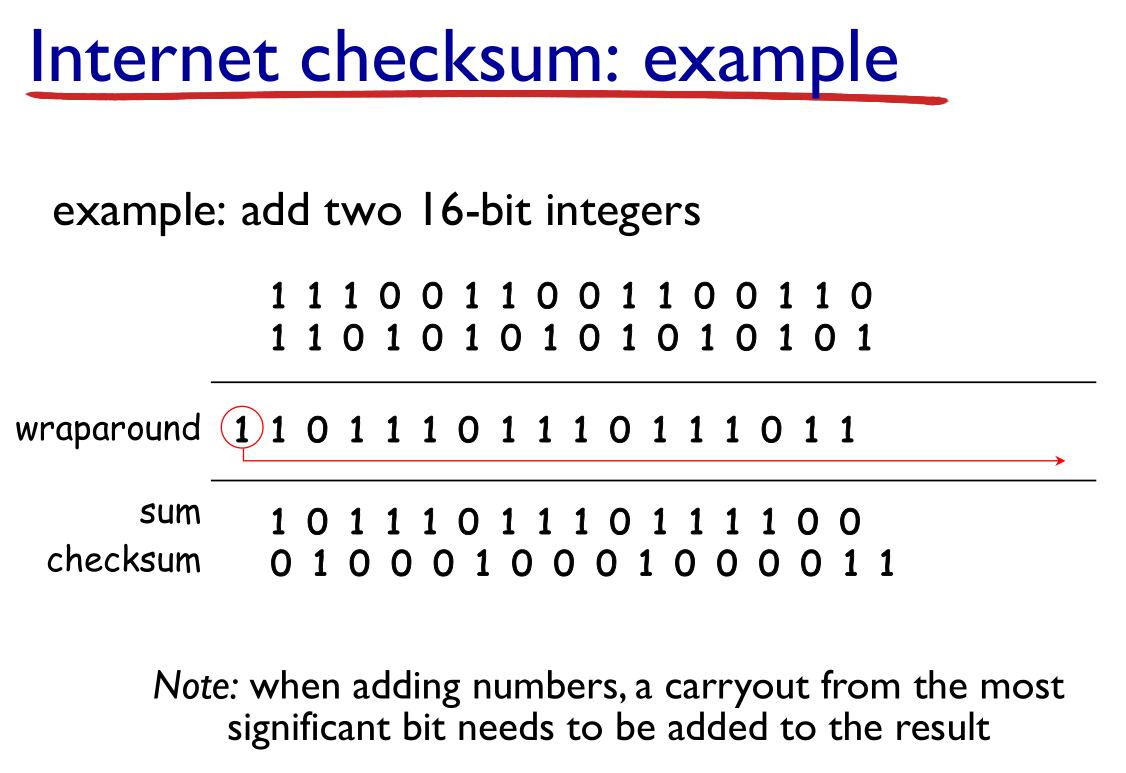 Internet checksum: example
example: add two 16-bit integers
1 1 1 0 0 1 1 0 0 1 1 0 0 1 1 0
1 1 0 1 0 1 0 1 0 1 0 1 0 1 0 1
wraparound 1 1 0 1 1 1 0 1 1 1 0 1 1 1 0 1 1
sum 1 0 1 1 1 0 1 1 1 0 1 1 1 1 0 0
checksum 0 1 0 0 0 1 0 0 0 1 0 0 0 0 1 1
Note: when adding numbers, a carryout from the most
significant bit needs to be added to the result